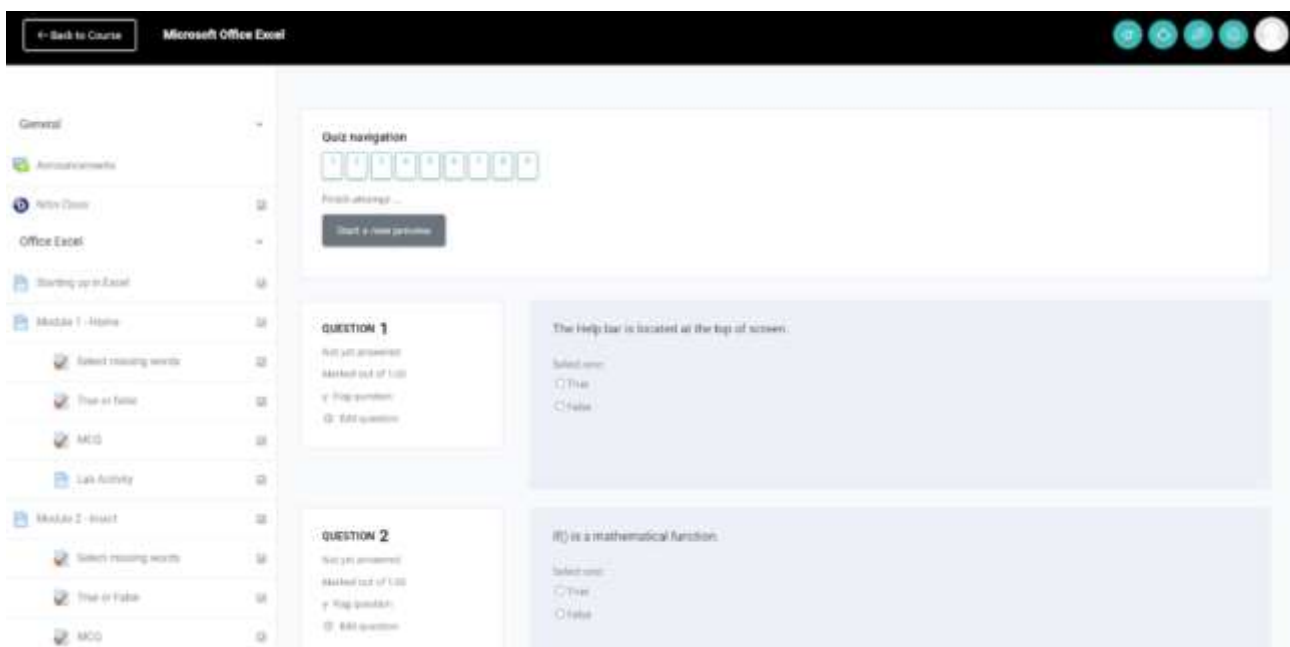 ← Back to Course
Microsoft Office Excel
General
Announcements
Office Excel
Starting up in Excel
Module 1 - Home
Select missing words
True or false
MCQ
Lab Activity
Module 2 - Insert
Select missing words
True or False
MCQ
Quiz navigation
1 2 3 4 5 6 7 8 9
Finish attempt ...
Start a new preview
QUESTION 1
Not yet answered
Marked out of 1.00
Flag question
Edit question
The Help bar is located at the top of screen.
Select one:
True
False
QUESTION 2
Not yet answered
Marked out of 1.00
Flag question
Edit question
If() is a mathematical function.
Select one:
True
False